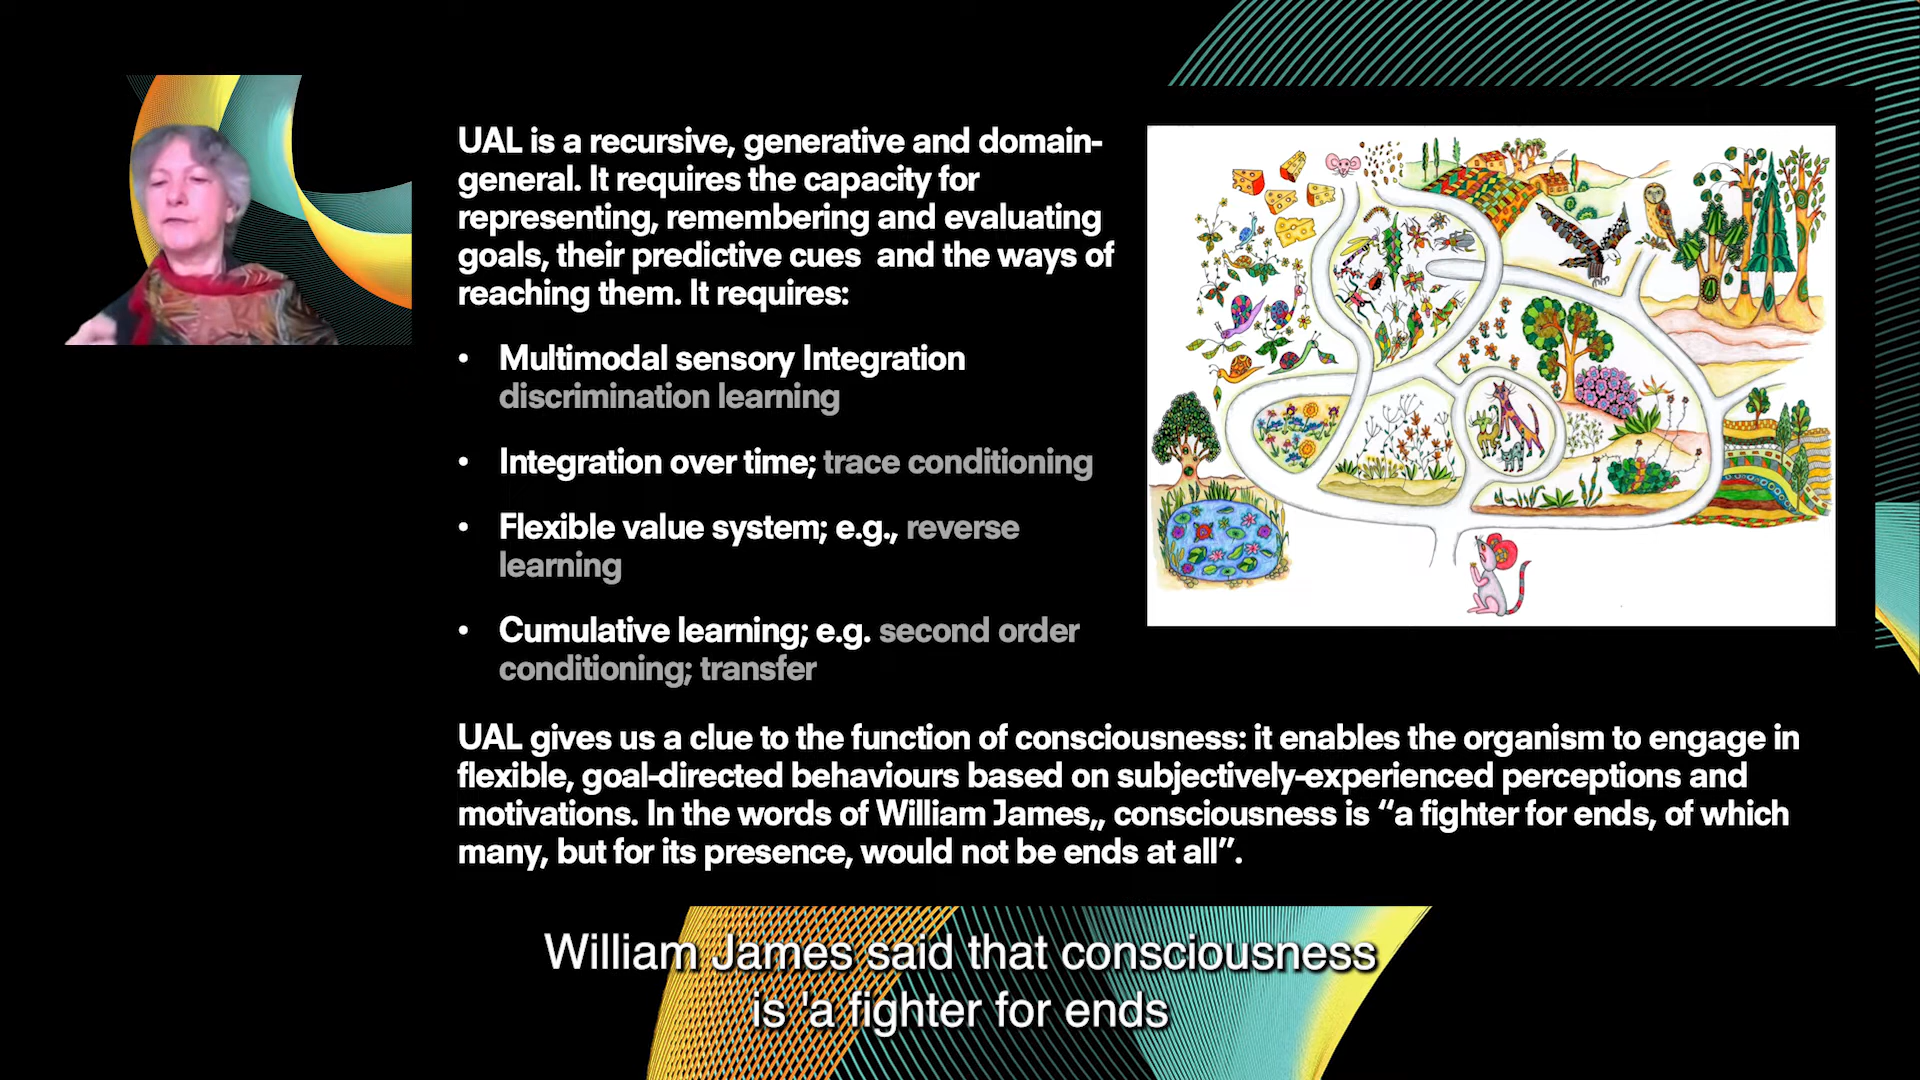 UAL is a recursive, generative and domain-
general. It requires the capacity for
representing, remembering and evaluating
goals, their predictive cues  and the ways of
reaching them. It requires:
• Multimodal sensory Integration
discrimination learning
• Integration over time; trace conditioning
• Flexible value system; e.g., reverse
learning
• Cumulative learning; e.g. second order
conditioning; transfer
UAL gives us a clue to the function of consciousness: it enables the organism to engage in
flexible, goal-directed behaviours based on subjectively-experienced perceptions and
motivations. In the words of William James,, consciousness is “a fighter for ends, of which
many, but for its presence, would not be ends at all”.
William James said that consciousness
is 'a fighter for ends